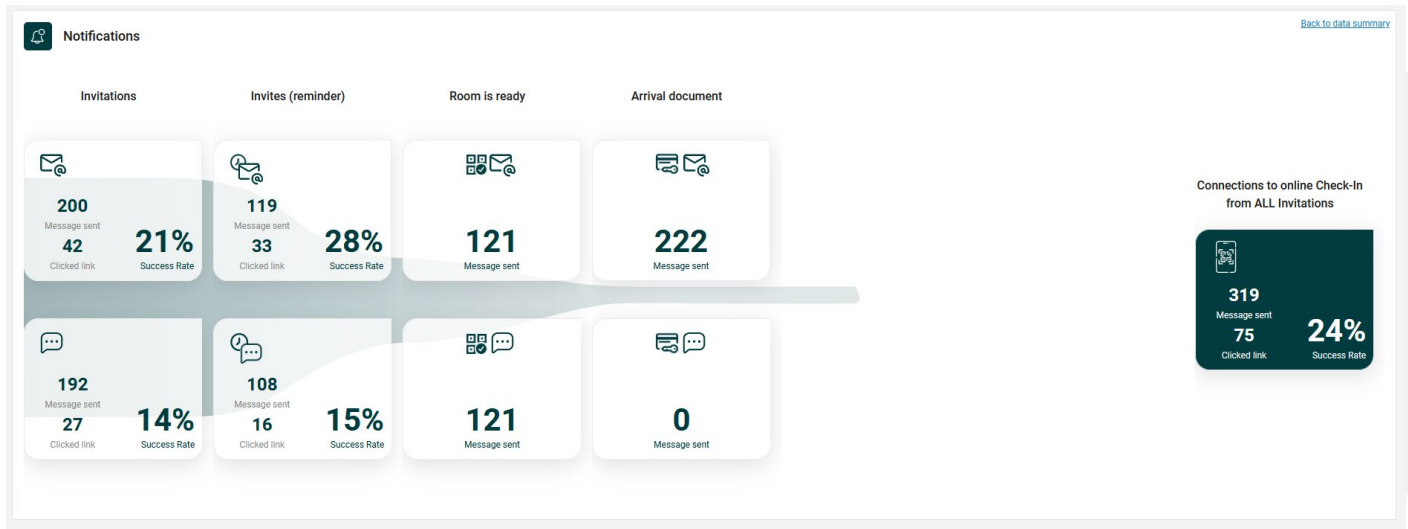 Notifications
Back to data summary
Invitations
Invites (reminder)
Room is ready
Arrival document
200
Message sent
42
Clicked link
21%
Success Rate
119
Message sent
33
Clicked link
28%
Success Rate
121
Message sent
222
Message sent
192
Message sent
27
Clicked link
14%
Success Rate
108
Message sent
16
Clicked link
15%
Success Rate
121
Message sent
0
Message sent
Connections to online Check-In
from ALL Invitations
319
Message sent
75
Clicked link
24%
Success Rate